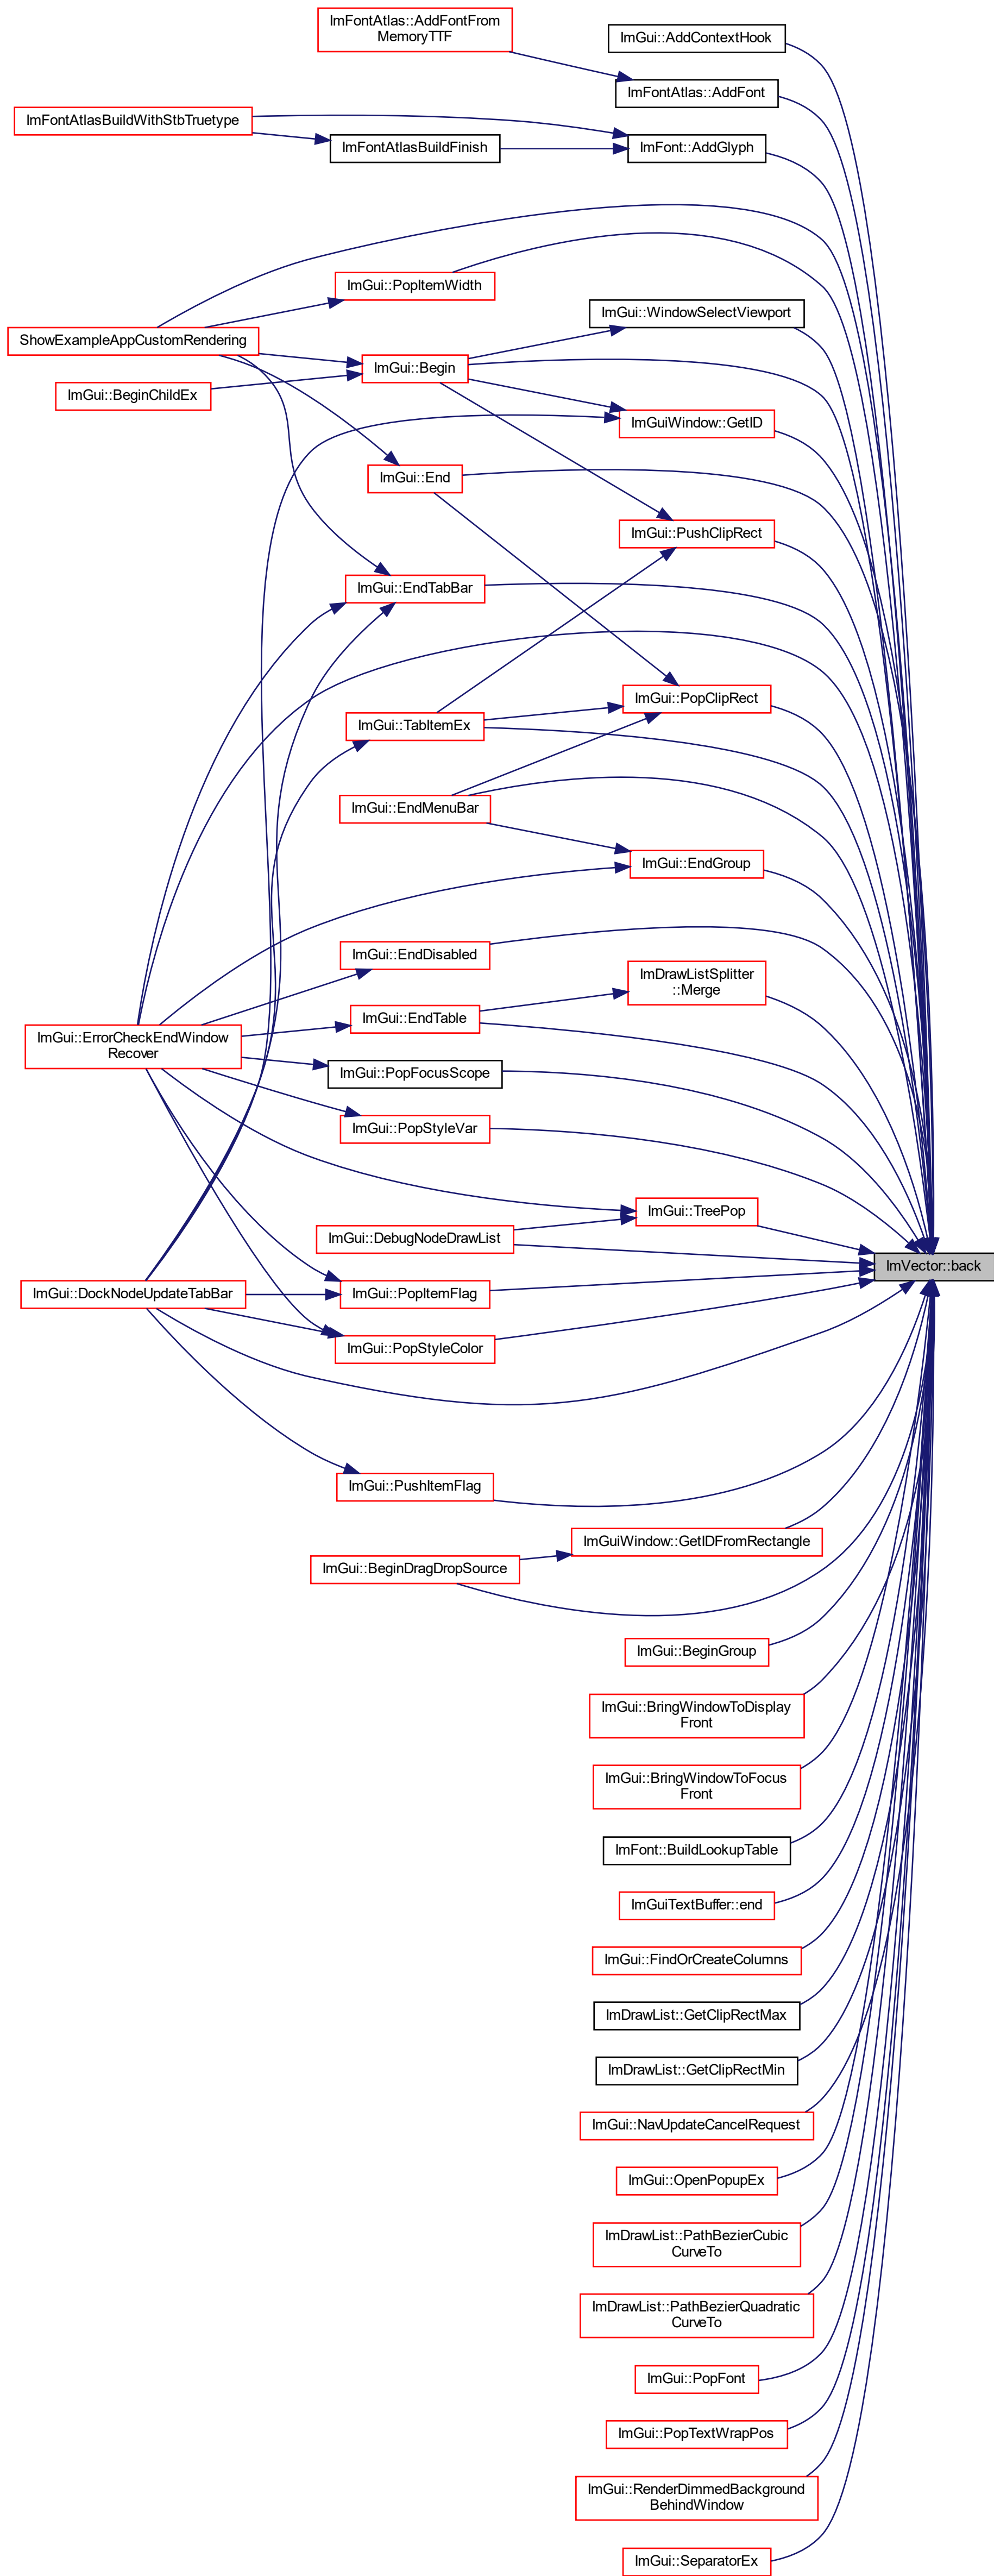 ImFontAtlas::AddFontFrom
MemoryTTF
ImGui::AddContextHook
ImFontAtlas::AddFont
ImFontAtlasBuildWithStbTruetype
ImFontAtlasBuildFinish
ImFont::AddGlyph
ImGui::PopItemWidth
ImGui::WindowSelectViewport
ShowExampleAppCustomRendering
ImGui::Begin
ImGui::BeginChildEx
ImGuiWindow::GetID
ImGui::End
ImGui::PushClipRect
ImGui::EndTabBar
ImGui::PopClipRect
ImGui::TabItemEx
ImGui::EndMenuBar
ImGui::EndGroup
ImGui::EndDisabled
ImDrawListSplitter
::Merge
ImGui::EndTable
ImGui::ErrorCheckEndWindow
Recover
ImGui::PopFocusScope
ImGui::PopStyleVar
ImGui::TreePop
ImGui::DebugNodeDrawList
ImVector::back
ImGui::DockNodeUpdateTabBar
ImGui::PopItemFlag
ImGui::PopStyleColor
ImGui::PushItemFlag
ImGuiWindow::GetIDFromRectangle
ImGui::BeginDragDropSource
ImGui::BeginGroup
ImGui::BringWindowToDisplay
Front
ImGui::BringWindowToFocus
Front
ImFont::BuildLookupTable
ImGuiTextBuffer::end
ImGui::FindOrCreateColumns
ImDrawList::GetClipRectMax
ImDrawList::GetClipRectMin
ImGui::NavUpdateCancelRequest
ImGui::OpenPopupEx
ImDrawList::PathBezierCubic
CurveTo
ImDrawList::PathBezierQuadratic
CurveTo
ImGui::PopFont
ImGui::PopTextWrapPos
ImGui::RenderDimmedBackground
BehindWindow
ImGui::SeparatorEx